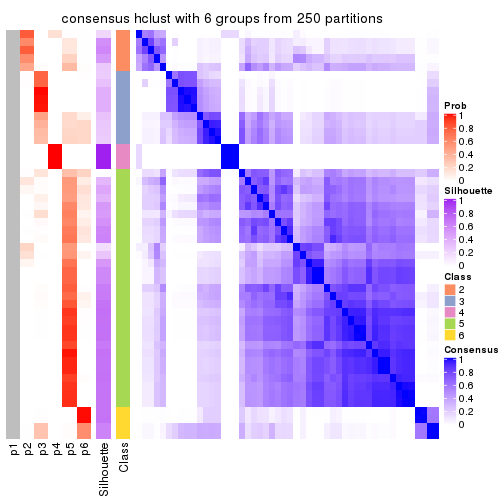 consensus hclust with 6 groups from 250 partitions
Prob
1
0.8
0.6
0.4
0.2
0
Silhouette
1
0.8
0.6
0.4
0.2
0
Class
2
3
4
5
6
Consensus
1
0.8
0.6
0.4
0.2
0
p1
p2
p3
p4
p5
p6
Silhouette
Class